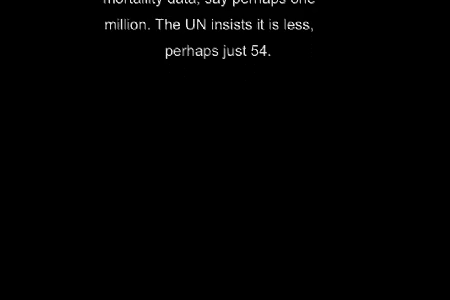 mortality data, say perhaps one
million. The UN insists it is less,
perhaps just 54.